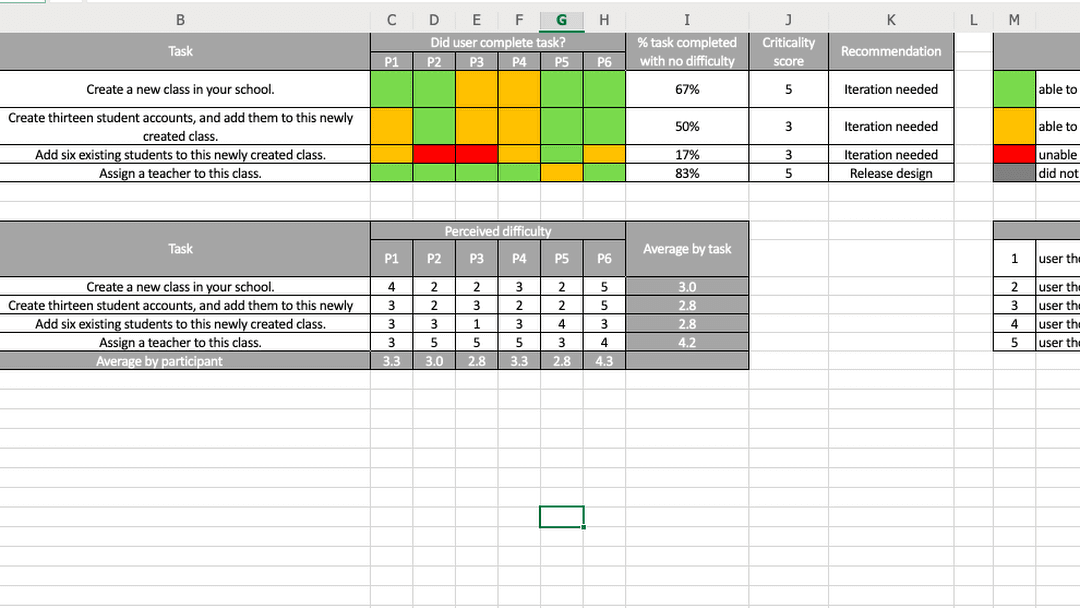 B C D E F G H I J K L M
Task Did user complete task? % task completed with no difficulty Criticality score Recommendation
P1 P2 P3 P4 P5 P6
Create a new class in your school. 67% 5 Iteration needed able to
Create thirteen student accounts, and add them to this newly
created class. 50% 3 Iteration needed able to
Add six existing students to this newly created class. 17% 3 Iteration needed unable
Assign a teacher to this class. 83% 5 Release design did not
Task Perceived difficulty Average by task
P1 P2 P3 P4 P5 P6
1 user tho
Create a new class in your school. 4 2 2 3 2 5 3.0 2 user tho
Create thirteen student accounts, and add them to this newly 3 2 3 2 2 5 2.8 3 user tho
Add six existing students to this newly created class. 3 3 1 3 4 3 2.8 4 user tho
Assign a teacher to this class. 3 5 5 5 3 4 4.2 5 user tho
Average by participant 3.3 3.0 2.8 3.3 2.8 4.3